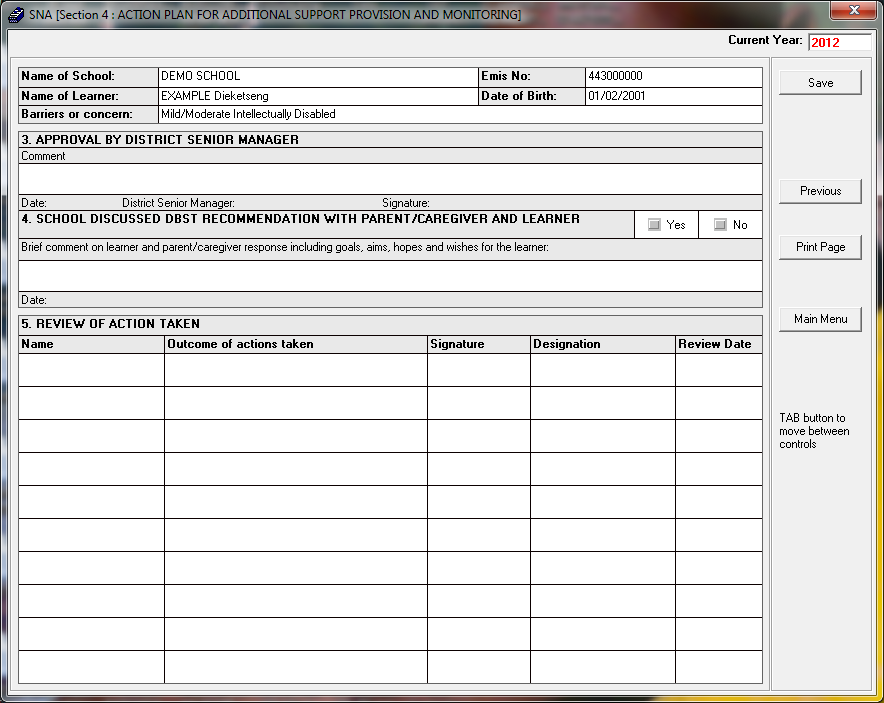 SNA [Section 4 : ACTION PLAN FOR ADDITIONAL SUPPORT PROVISION AND MONITORING]
Current Year: 2012
Name of School: DEMO SCHOOL Emis No: 443000000
Name of Learner: EXAMPLE Dieketseng Date of Birth: 01/02/2001
Barriers or concern: Mild/Moderate Intellectually Disabled
3. APPROVAL BY DISTRICT SENIOR MANAGER
Comment
Date: District Senior Manager: Signature:
4. SCHOOL DISCUSSED DBST RECOMMENDATION WITH PARENT/CAREGIVER AND LEARNER Yes No
Brief comment on learner and parent/caregiver response including goals, aims, hopes and wishes for the learner:
Date:
5. REVIEW OF ACTION TAKEN
Name Outcome of actions taken Signature Designation Review Date
Save
Previous
Print Page
Main Menu
TAB button to
move between
controls